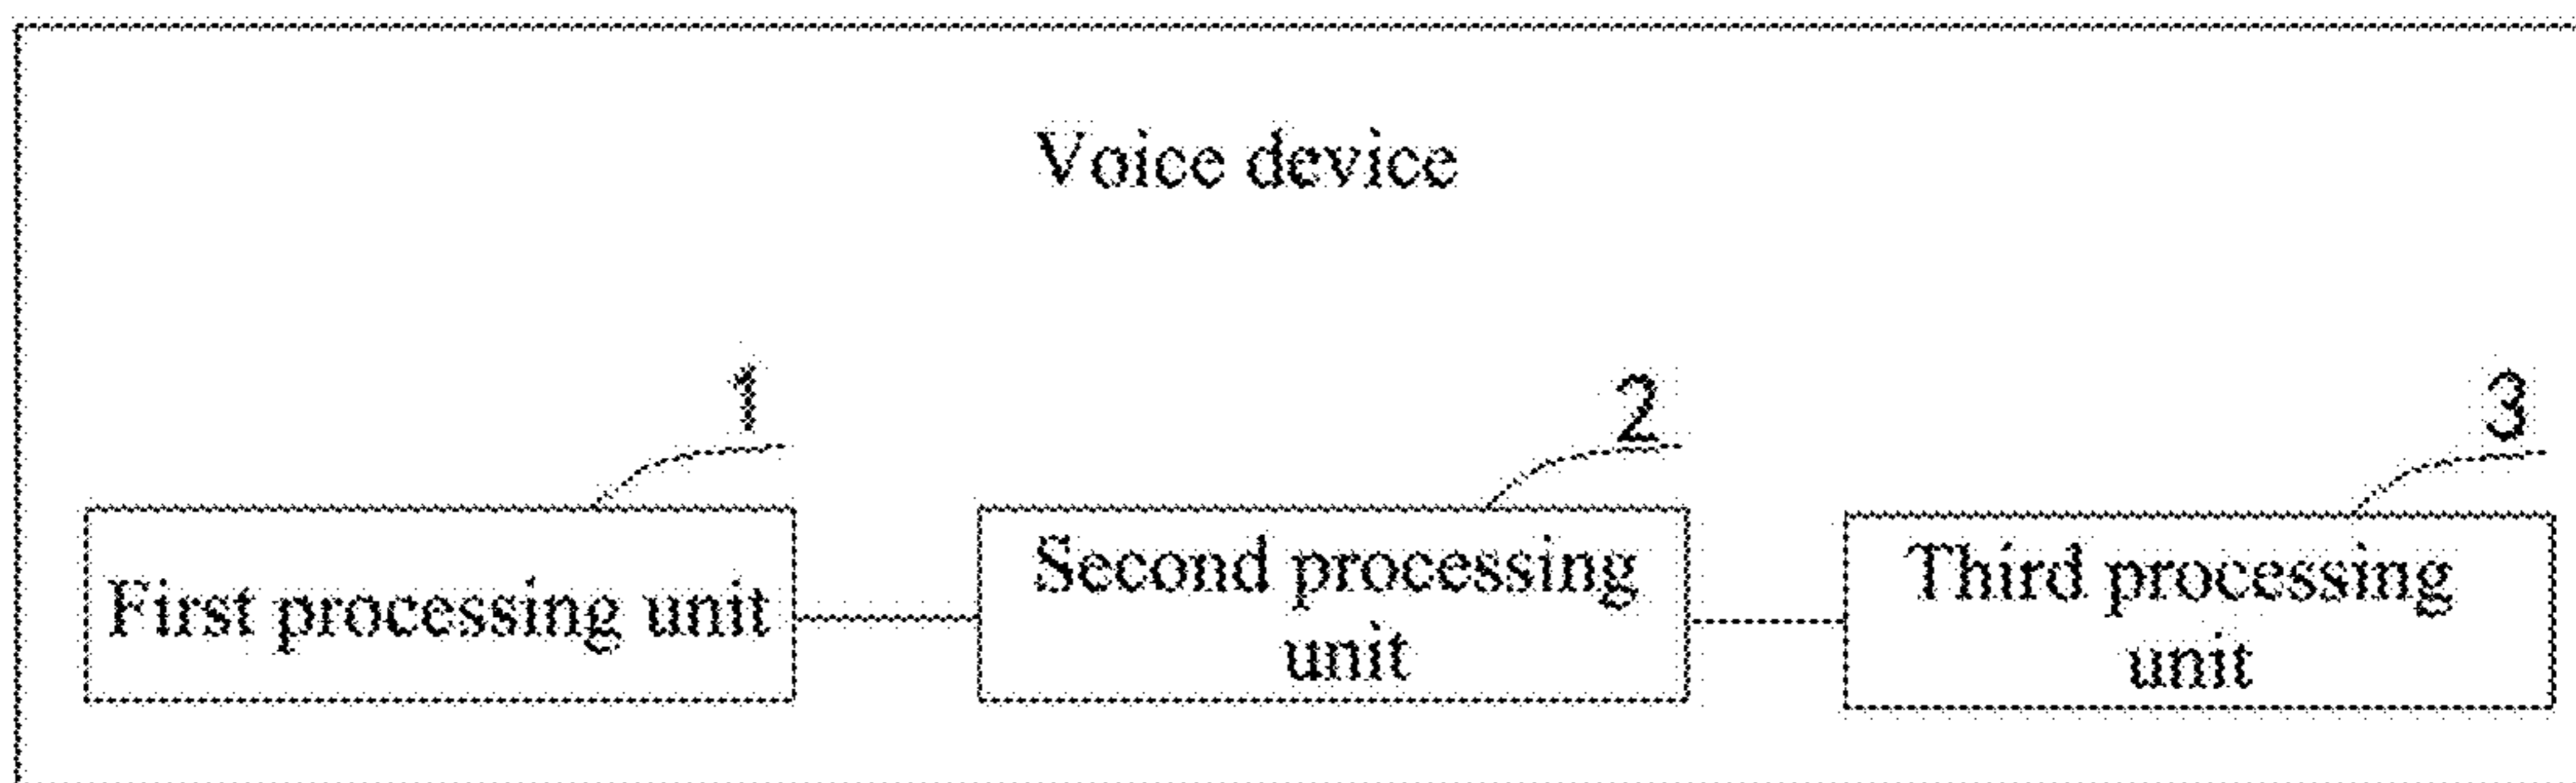 Voice device
1
2
3
First processing unit
Second processing
unit
Third processing
unit